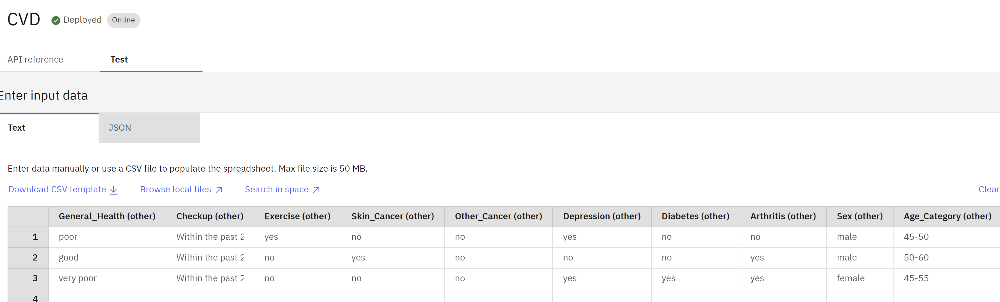 CVD Deployed Online
API reference Test
Enter input data
Text JSON
Enter data manually or use a CSV file to populate the spreadsheet. Max file size is 50 MB.
Download CSV template Browse local files Search in space Clear
General_Health (other) Checkup (other) Exercise (other) Skin_Cancer (other) Other_Cancer (other) Depression (other) Diabetes (other) Arthritis (other) Sex (other) Age_Category (other)
1 poor Within the past 2 yes no no yes no no male 45-50
2 good Within the past 2 no yes no no no yes male 50-60
3 very poor Within the past 2 no no no yes yes yes female 45-55
4